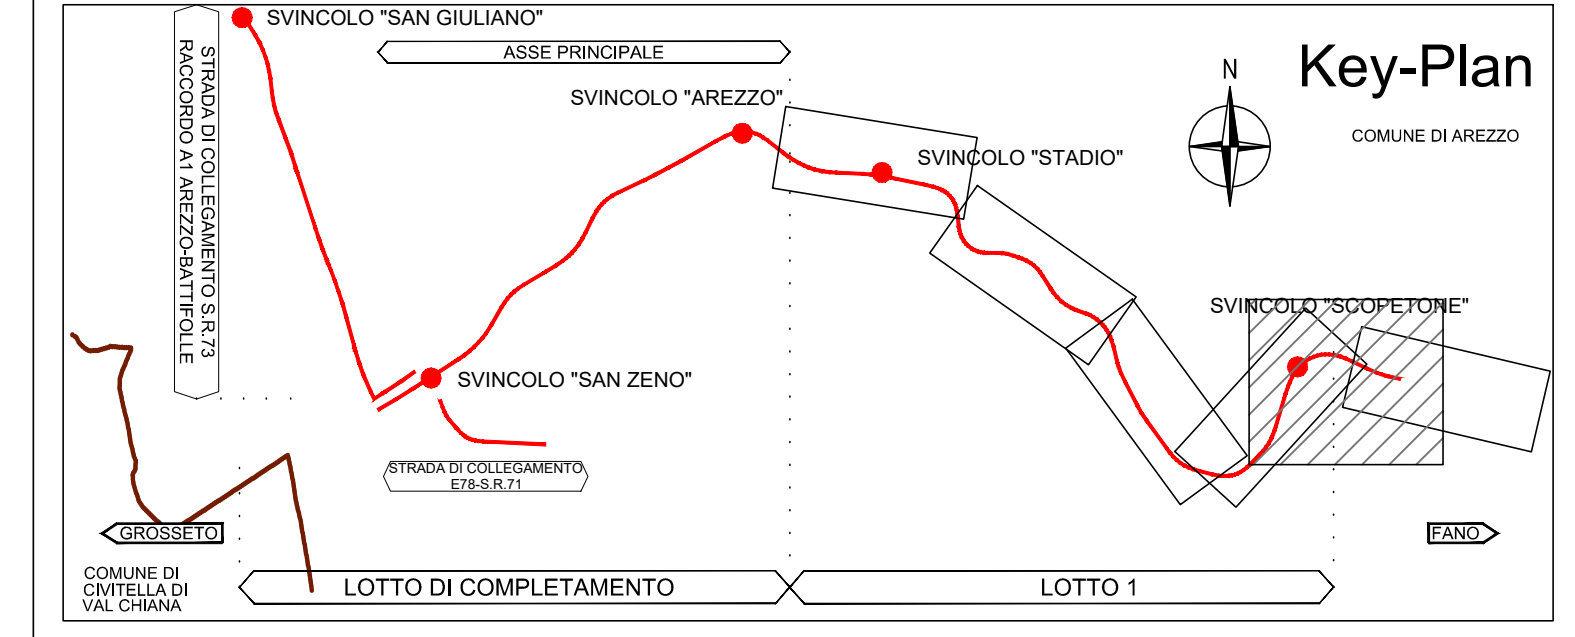 SVINCOLO "SAN GIULIANO"
STRADA DI COLLEGAMENTO S.R.73
RACCORDO A1 AREZZO-BATTIFOLLE
ASSE PRINCIPALE
Key-Plan
N
SVINCOLO "AREZZO"
COMUNE DI AREZZO
SVINCOLO "STADIO"
SVINCOLO "SCOPETONE"
SVINCOLO "SAN ZENO"
STRADA DI COLLEGAMENTO
E78-S.R.71
GROSSETO
FANO
COMUNE DI
CIVITELLA DI
VAL CHIANA
LOTTO DI COMPLETAMENTO
LOTTO 1